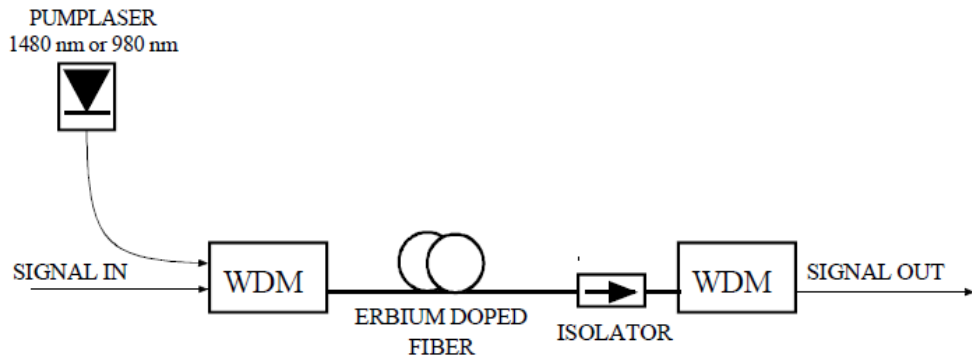 PUMPLASER
1480 nm or 980 nm
SIGNAL IN
WDM
ERBIUM DOPED
FIBER
ISOLATOR
WDM
SIGNAL OUT